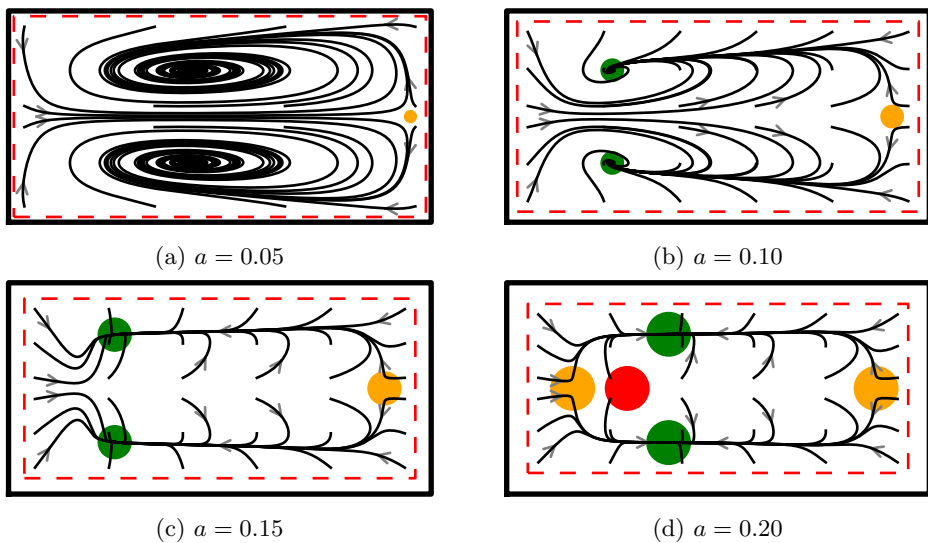 (a) a = 0.05
(b) a = 0.10
(c) a = 0.15
(d) a = 0.20